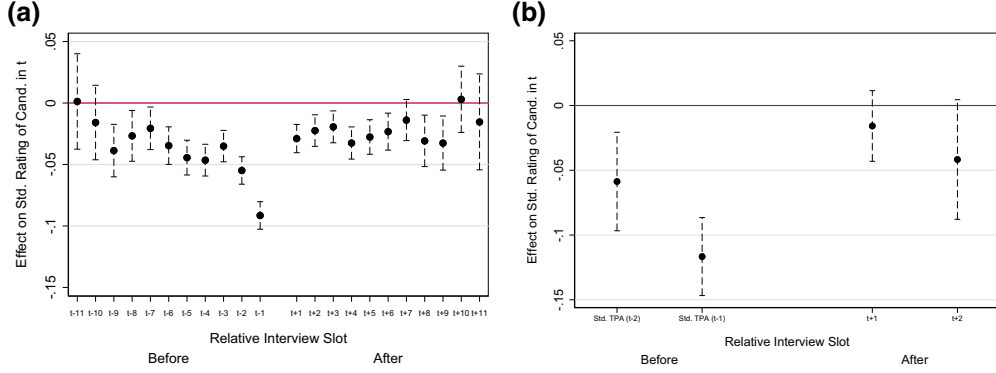 (a)
Effect on Std. Rating of Cand. in t
.05
0
-.05
-.1
-.15
t-11 t-10 t-9 t-8 t-7 t-6 t-5 t-4 t-3 t-2 t-1 t+1 t+2 t+3 t+4 t+5 t+6 t+7 t+8 t+9 t+10 t+11
Relative Interview Slot
Before After
(b)
Effect on Std. Rating of Cand. in t
.05
0
-.05
-.1
-.15
Std. TPA (t-2) Std. TPA (t-1) t+1 t+2
Relative Interview Slot
Before After